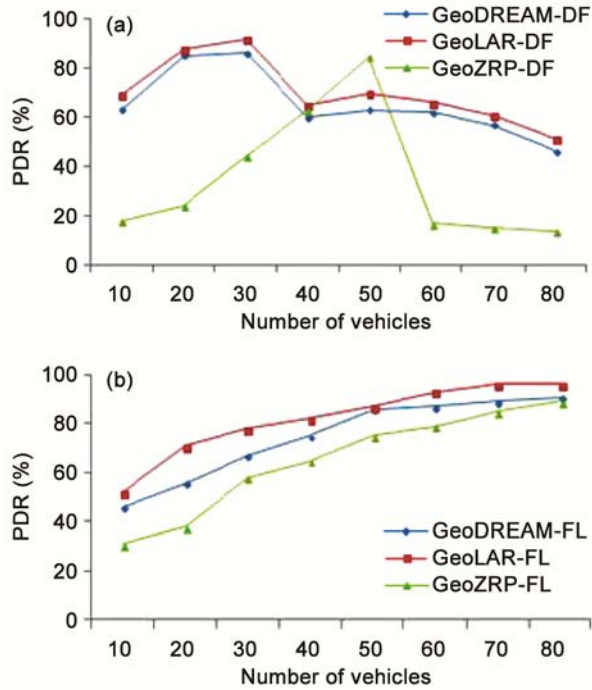 (a)
GeoDREAM-DF
GeoLAR-DF
GeoZRP-DF
PDR (%)
100
80
60
40
20
0
10 20 30 40 50 60 70 80
Number of vehicles
(b)
GeoDREAM-FL
GeoLAR-FL
GeoZRP-FL
PDR (%)
100
80
60
40
20
0
10 20 30 40 50 60 70 80
Number of vehicles